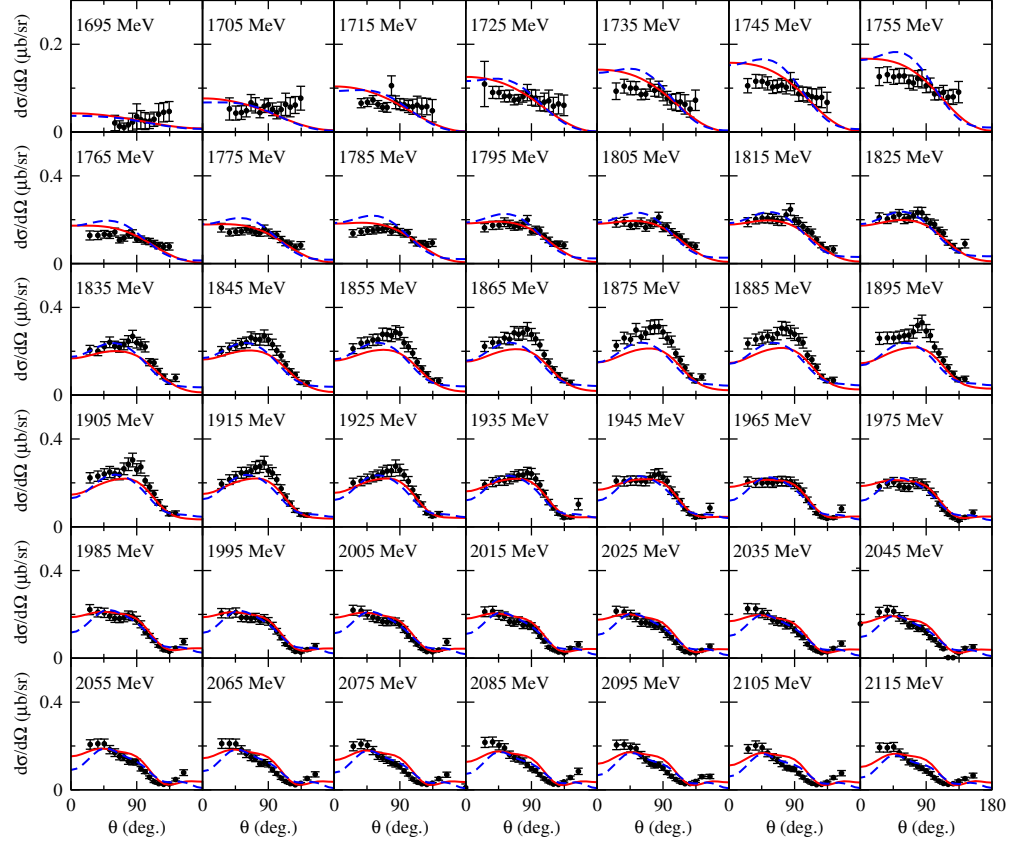 dσ/dΩ (μb/sr)
0.2
0
1695 MeV
1705 MeV
1715 MeV
1725 MeV
1735 MeV
1745 MeV
1755 MeV
dσ/dΩ (μb/sr)
0.4
0
1765 MeV
1775 MeV
1785 MeV
1795 MeV
1805 MeV
1815 MeV
1825 MeV
dσ/dΩ (μb/sr)
0.4
0
1835 MeV
1845 MeV
1855 MeV
1865 MeV
1875 MeV
1885 MeV
1895 MeV
dσ/dΩ (μb/sr)
0.4
0
1905 MeV
1915 MeV
1925 MeV
1935 MeV
1945 MeV
1965 MeV
1975 MeV
dσ/dΩ (μb/sr)
0.4
0
1985 MeV
1995 MeV
2005 MeV
2015 MeV
2025 MeV
2035 MeV
2045 MeV
dσ/dΩ (μb/sr)
0.4
0
2055 MeV
2065 MeV
2075 MeV
2085 MeV
2095 MeV
2105 MeV
2115 MeV
0 90 0 90 0 90 0 90 0 90 0 90 0 90 180
θ (deg.) θ (deg.) θ (deg.) θ (deg.) θ (deg.) θ (deg.) θ (deg.)